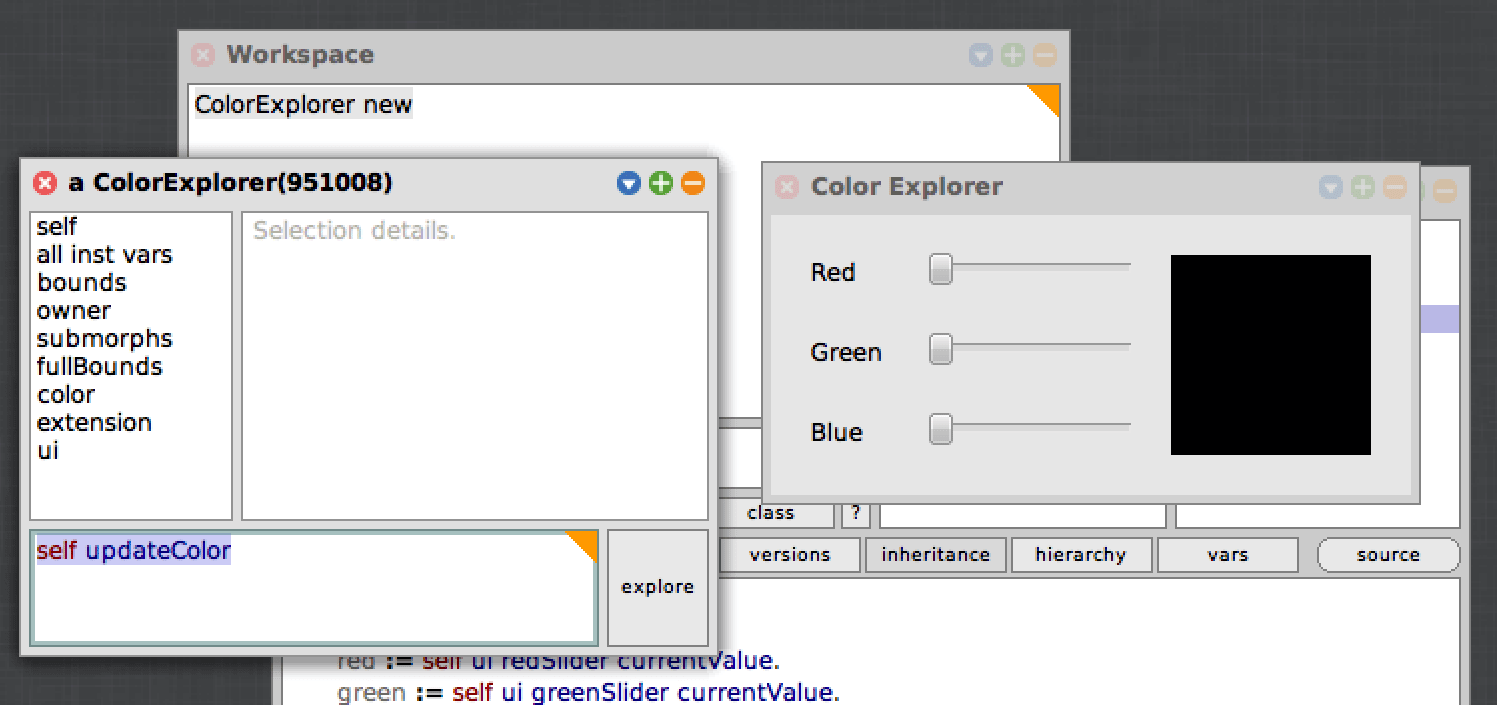 Workspace
ColorExplorer new
a ColorExplorer(951008)
self
all inst vars
bounds
owner
submorphs
fullBounds
color
extension
ui
Selection details.
self updateColor
explore
Color Explorer
Red
Green
Blue
class
?
versions
inheritance
hierarchy
vars
source
red := self ui redSlider currentValue.
green := self ui greenSlider currentValue.